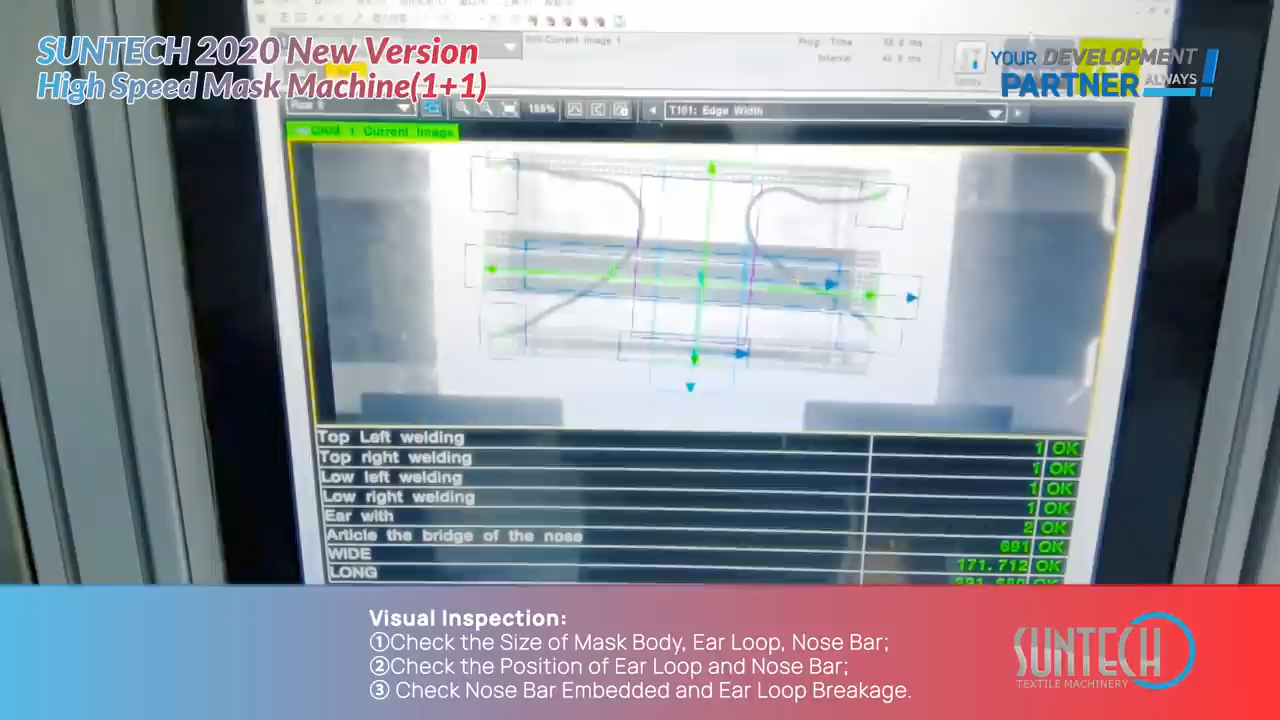 SUNTECH 2020 New Version
High Speed Mask Machine(1+1)
YOUR DEVELOPMENT
PARTNER ALWAYS !
Prog. Time
Interval
155%
T101: Edge Width
CAM 1 Current Image
Top Left welding 1 OK
Top right welding 1 OK
Low left welding 1 OK
Low right welding 1 OK
Ear with 2 OK
Article the bridge of the nose 691 OK
WIDE 171.712 OK
LONG
Visual Inspection:
①Check the Size of Mask Body, Ear Loop, Nose Bar;
②Check the Position of Ear Loop and Nose Bar;
③ Check Nose Bar Embedded and Ear Loop Breakage.
SUNTECH
TEXTILE MACHINERY